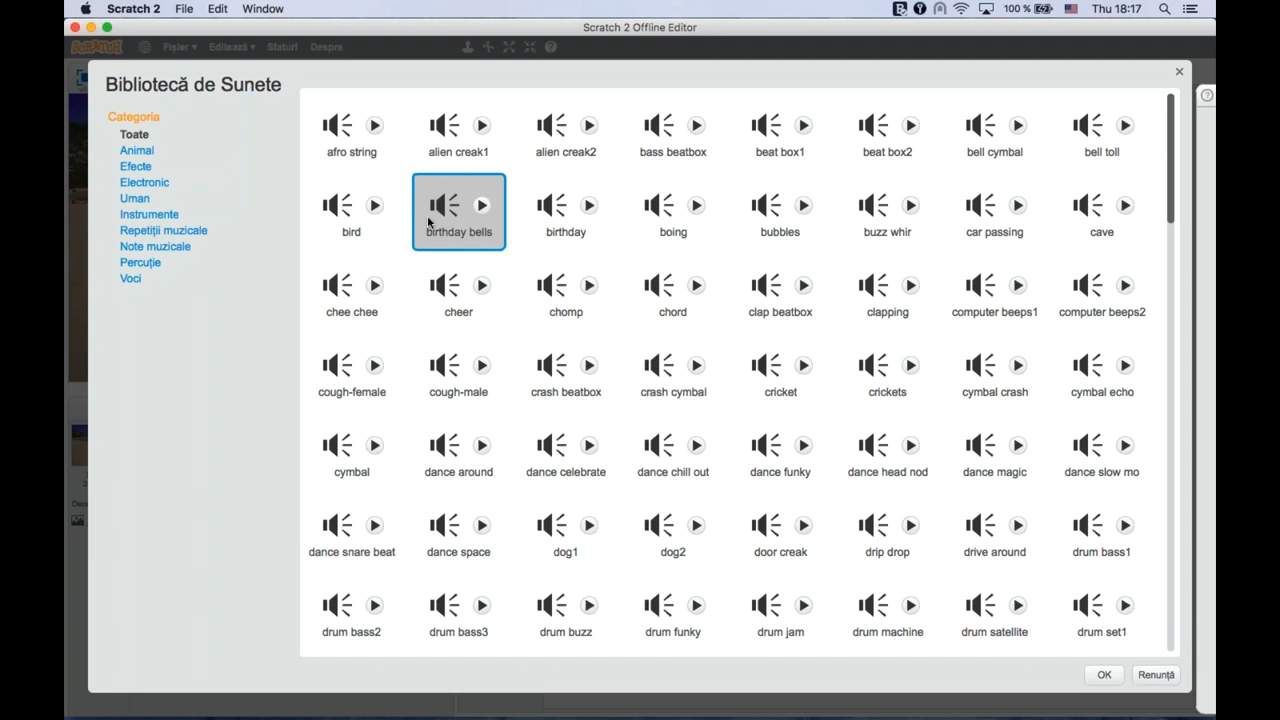 Scratch 2 File Edit Window 100 % Thu 18:17
Scratch 2 Offline Editor
SCRATCH Fișier Editează Sfaturi Despre
Bibliotecă de Sunete
Categoria
Toate
Animal
Efecte
Electronic
Uman
Instrumente
Repetiții muzicale
Note muzicale
Percuție
Voci
afro string alien creak1 alien creak2 bass beatbox beat box1 beat box2 bell cymbal bell toll
bird birthday bells birthday boing bubbles buzz whir car passing cave
chee chee cheer chomp chord clap beatbox clapping computer beeps1 computer beeps2
cough-female cough-male crash beatbox crash cymbal cricket crickets cymbal crash cymbal echo
cymbal dance around dance celebrate dance chill out dance funky dance head nod dance magic dance slow mo
dance snare beat dance space dog1 dog2 door creak drip drop drive around drum bass1
drum bass2 drum bass3 drum buzz drum funky drum jam drum machine drum satellite drum set1
OK Renunță